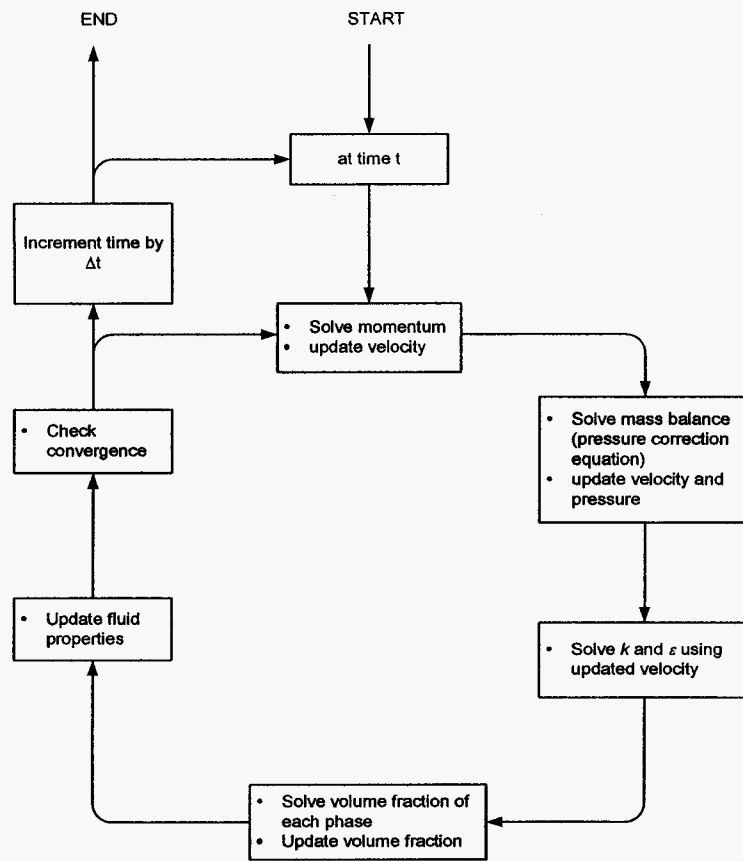 END
START
at time t
Increment time by
Δt
• Solve momentum
• update velocity
• Solve mass balance
(pressure correction
equation)
• update velocity and
pressure
• Check
convergence
• Update fluid
properties
• Solve k and ε using
updated velocity
• Solve volume fraction of
each phase
• Update volume fraction